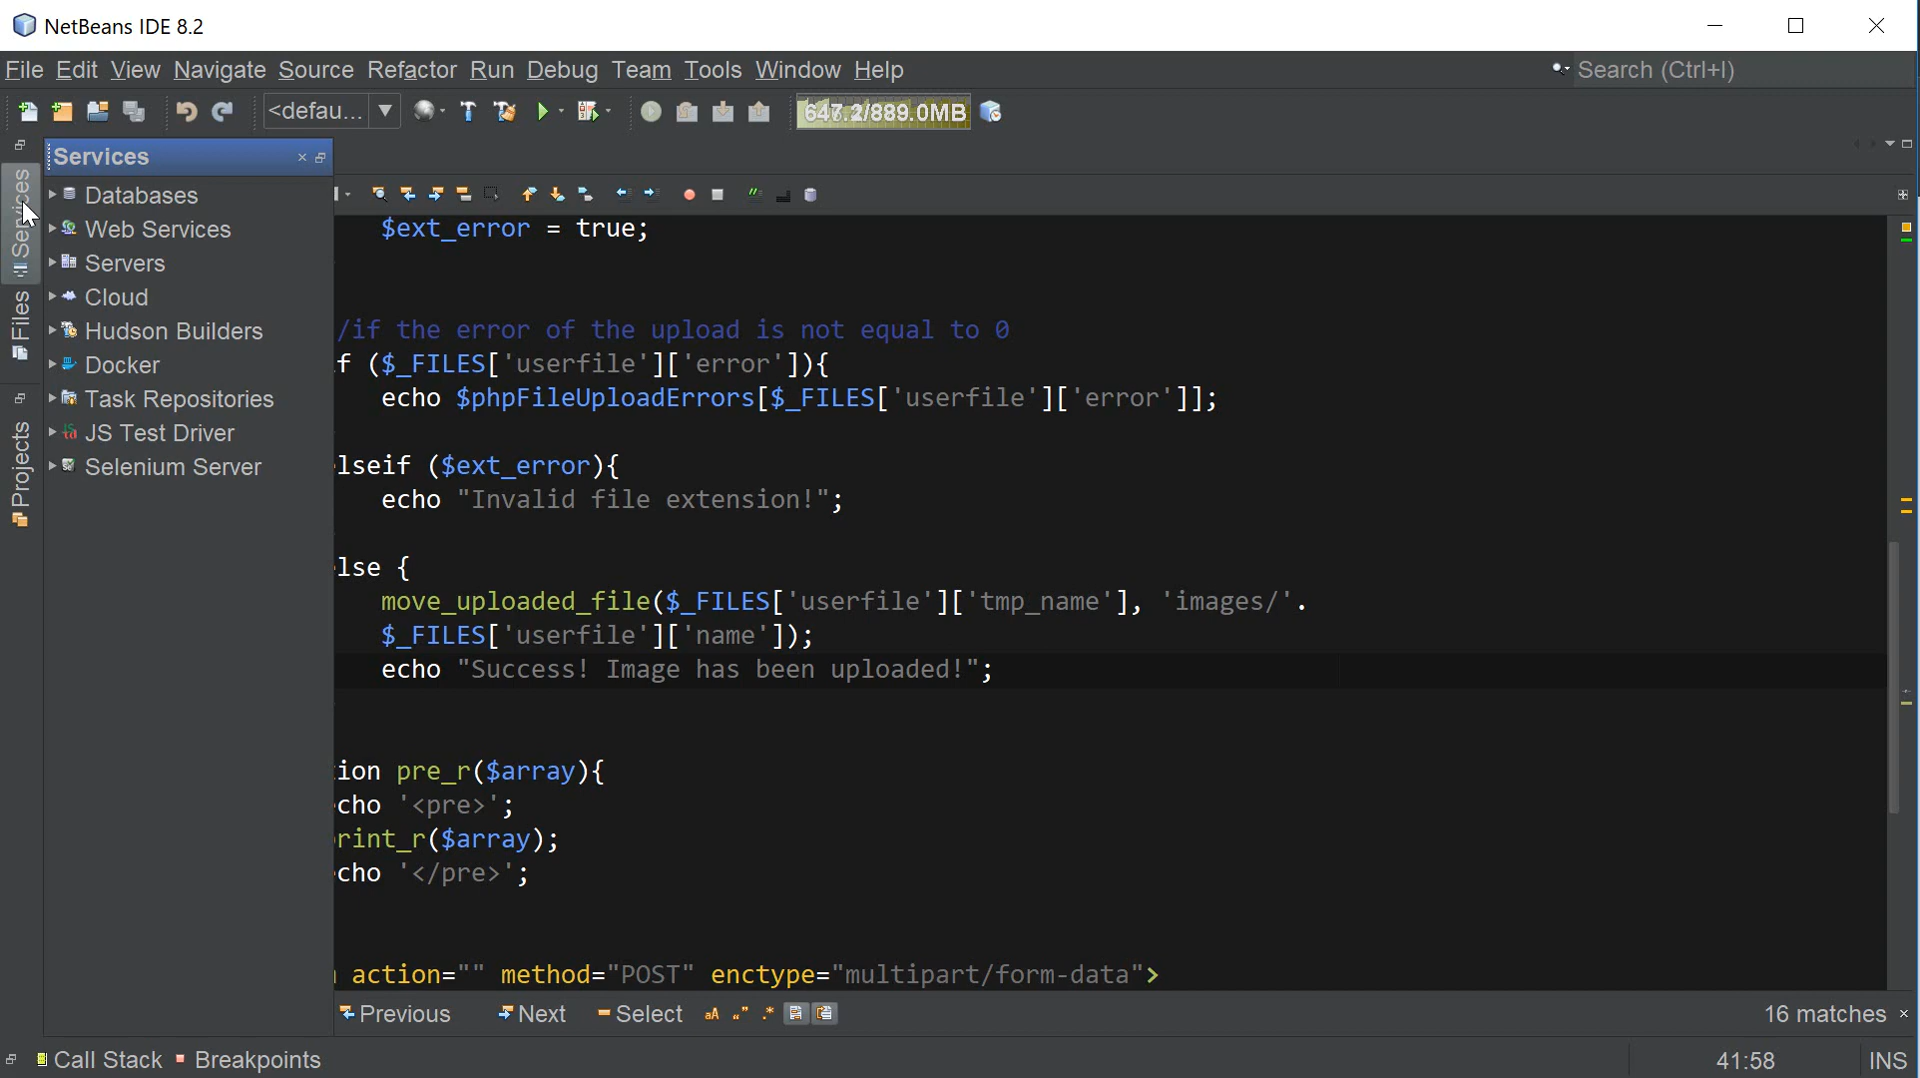 NetBeans IDE 8.2
File Edit View Navigate Source Refactor Run Debug Team Tools Window Help Search (Ctrl+I)
<defau... 647.2/889.0MB
Services
Services
Files
Projects
Databases
Web Services
Servers
Cloud
Hudson Builders
Docker
Task Repositories
JS Test Driver
Selenium Server
$ext_error = true;
/if the error of the upload is not equal to 0
f ($_FILES['userfile']['error']){
echo $phpFileUploadErrors[$_FILES['userfile']['error']];
lseif ($ext_error){
echo "Invalid file extension!";
lse {
move_uploaded_file($_FILES['userfile']['tmp_name'], 'images/'.
$_FILES['userfile']['name']);
echo "Success! Image has been uploaded!";
ion pre_r($array){
cho '<pre>';
rint_r($array);
cho '</pre>';
action="" method="POST" enctype="multipart/form-data">
Previous Next Select aA 16 matches
Call Stack Breakpoints 41:58 INS